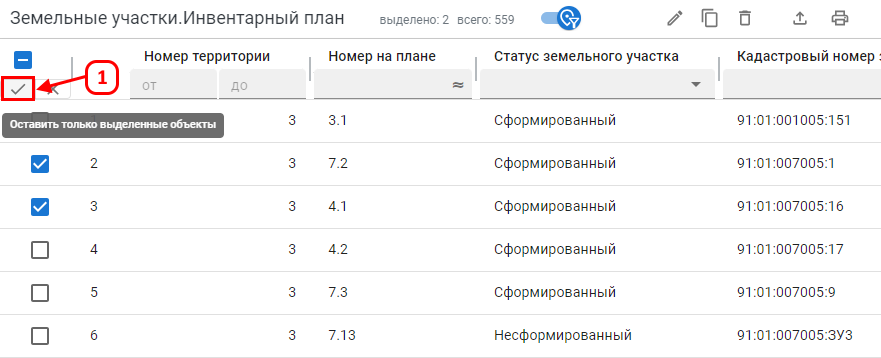 Земельные участки.Инвентарный план выделено: 2 всего: 559
Номер территории Номер на плане Статус земельного участка Кадастровый номер
1
от до ≈
Оставить только выделенные объекты 3 3.1 Сформированный 91:01:001005:151
2 3 7.2 Сформированный 91:01:007005:1
3 3 4.1 Сформированный 91:01:007005:16
4 3 4.2 Сформированный 91:01:007005:17
5 3 7.3 Сформированный 91:01:007005:9
6 3 7.13 Несформированный 91:01:007005:ЗУ3